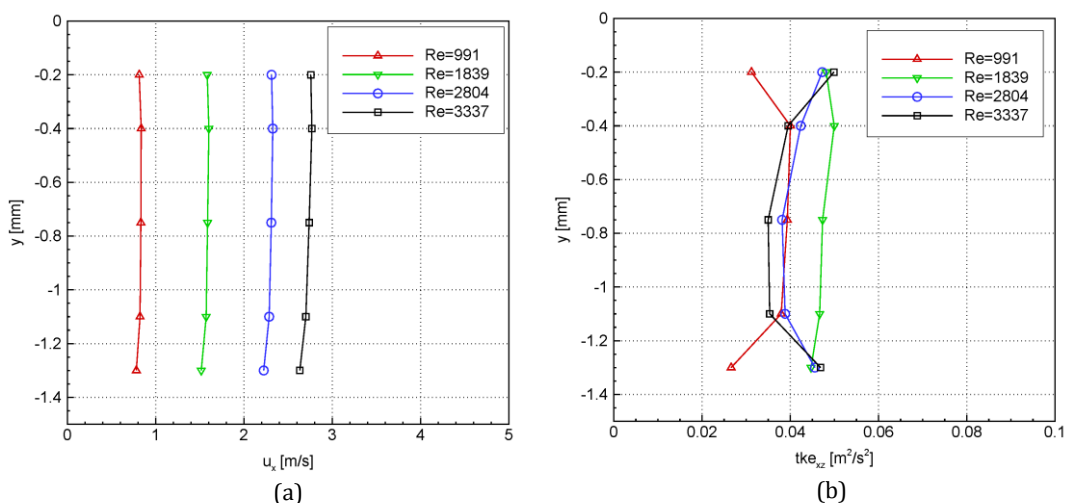 0
-0.2
-0.4
-0.6
-0.8
-1
-1.2
-1.4
y [mm]
0 1 2 3 4 5
u_x [m/s]
Re=991
Re=1839
Re=2804
Re=3337
(a)
0
-0.2
-0.4
-0.6
-0.8
-1
-1.2
-1.4
y [mm]
0 0.02 0.04 0.06 0.08 0.1
tke_xz [m²/s²]
Re=991
Re=1839
Re=2804
Re=3337
(b)